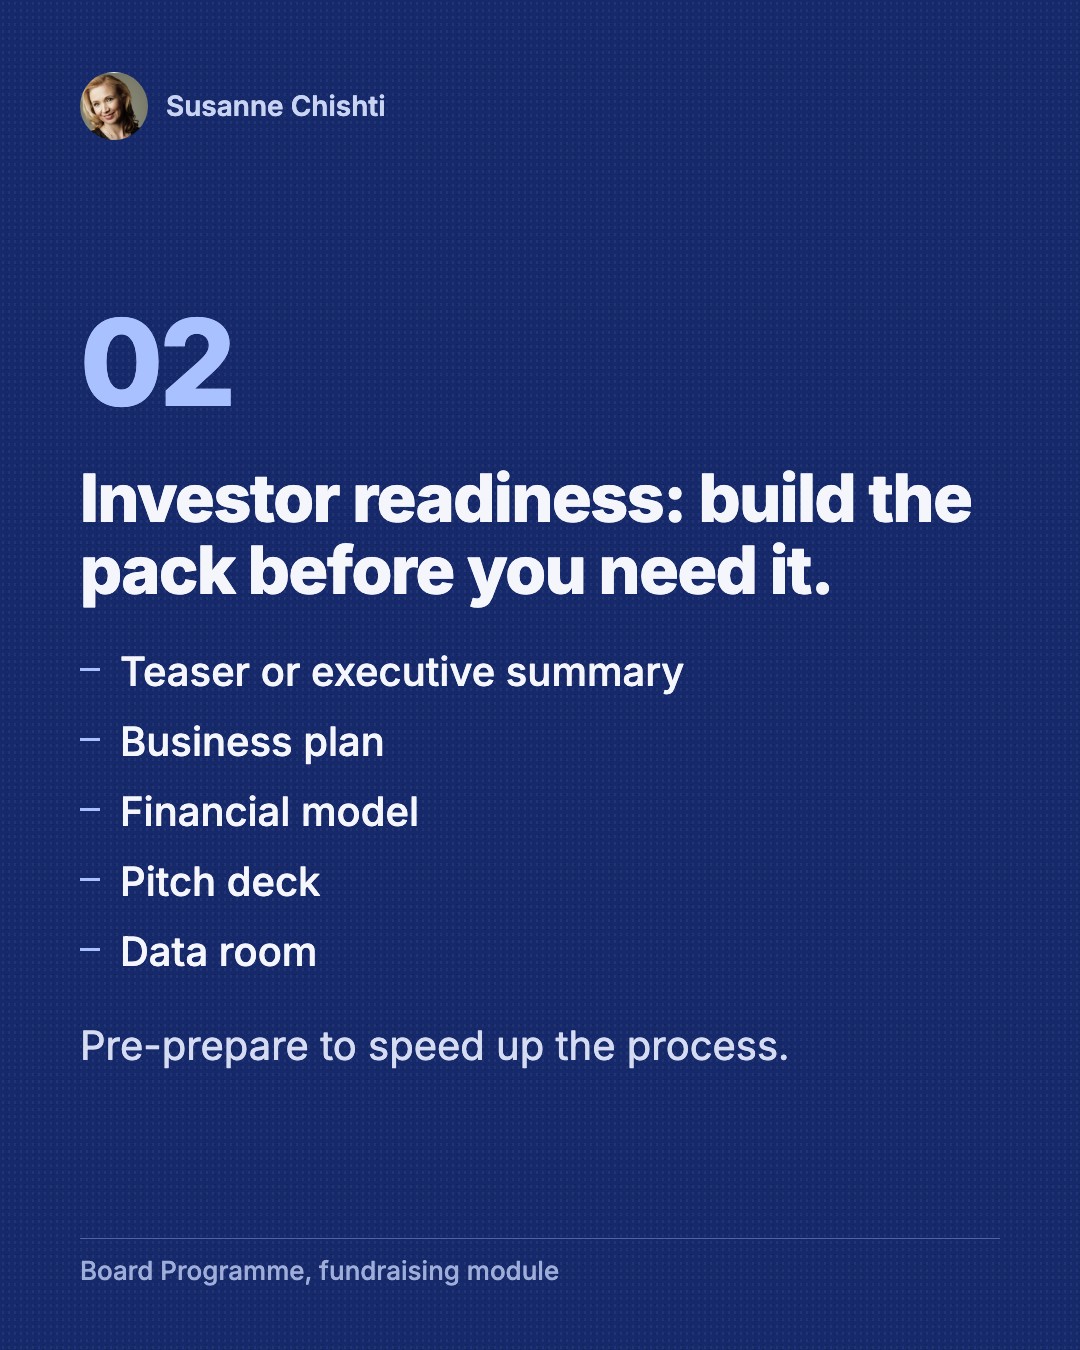 Susanne Chishti
02
Investor readiness: build the
pack before you need it.
– Teaser or executive summary
– Business plan
– Financial model
– Pitch deck
– Data room
Pre-prepare to speed up the process.
Board Programme, fundraising module